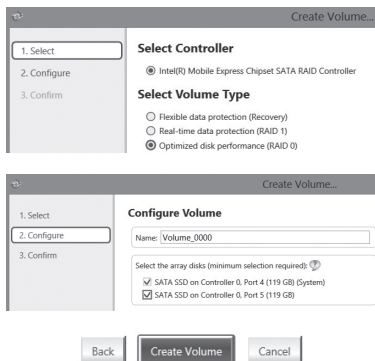 Create Volume...
1. Select
2. Configure
3. Confirm
Select Controller
Intel(R) Mobile Express Chipset SATA RAID Controller
Select Volume Type
Flexible data protection (Recovery)
Real-time data protection (RAID 1)
Optimized disk performance (RAID 0)
Create Volume...
1. Select
2. Configure
3. Confirm
Configure Volume
Name: Volume_0000
Select the array disks (minimum selection required):
SATA SSD on Controller 0, Port 4 (119 GB) (System)
SATA SSD on Controller 0, Port 5 (119 GB)
Back
Create Volume
Cancel